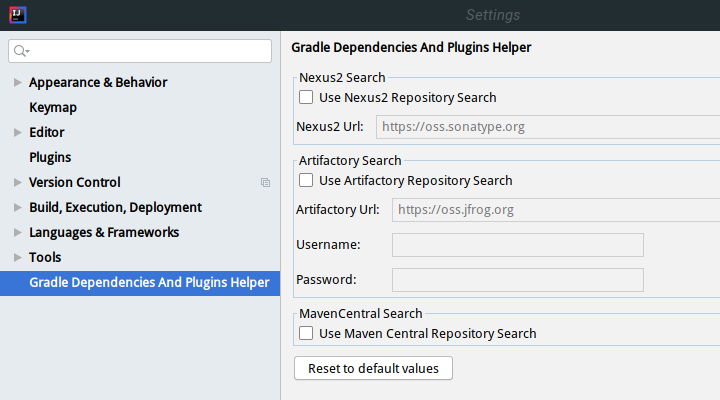 IJ
Settings
Appearance & Behavior
Keymap
Editor
Plugins
Version Control
Build, Execution, Deployment
Languages & Frameworks
Tools
Gradle Dependencies And Plugins Helper
Gradle Dependencies And Plugins Helper
Nexus2 Search
Use Nexus2 Repository Search
Nexus2 Url: https://oss.sonatype.org
Artifactory Search
Use Artifactory Repository Search
Artifactory Url: https://oss.jfrog.org
Username:
Password:
MavenCentral Search
Use Maven Central Repository Search
Reset to default values